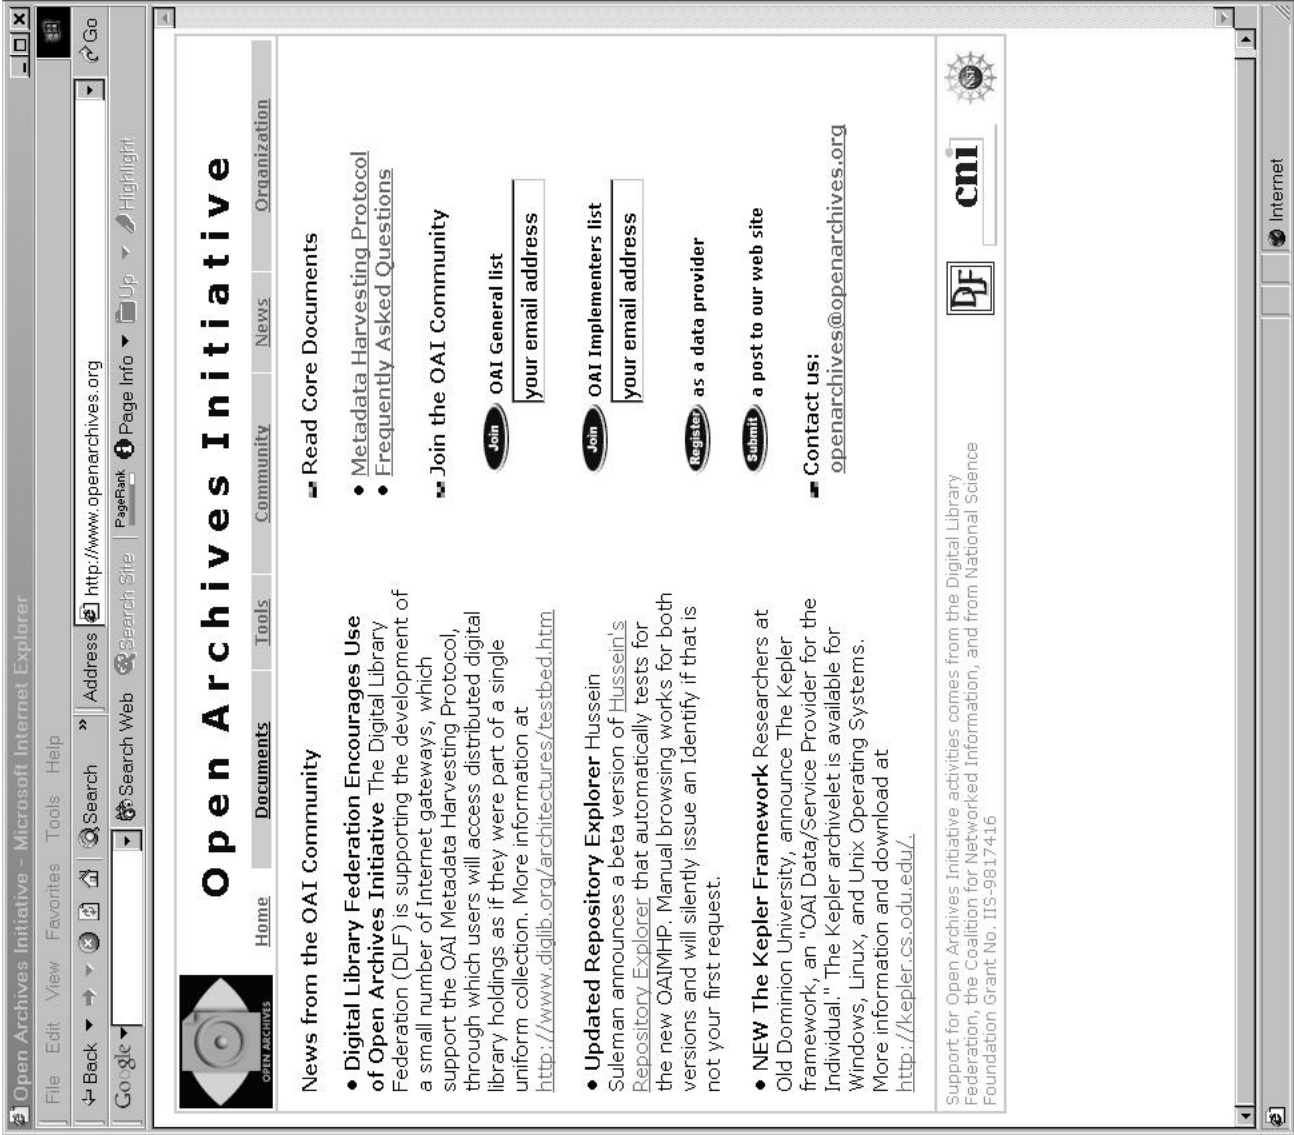 Open Archives Initiative - Microsoft Internet Explorer
File Edit View Favorites Tools Help
Back Search » Address http://www.openarchives.org Go
Google Search Web Search Site PageRank Page Info Up Highlight
OPEN ARCHIVES
Open Archives Initiative
Home Documents Tools Community News Organization
News from the OAI Community
• Digital Library Federation Encourages Use
of Open Archives Initiative The Digital Library
Federation (DLF) is supporting the development of
a small number of Internet gateways, which
support the OAI Metadata Harvesting Protocol,
through which users will access distributed digital
library holdings as if they were part of a single
uniform collection. More information at
http://www.diglib.org/architectures/testbed.htm
• Updated Repository Explorer Hussein
Suleman announces a beta version of Hussein's
Repository Explorer that automatically tests for
the new OAIMHP. Manual browsing works for both
versions and will silently issue an Identify if that is
not your first request.
• NEW The Kepler Framework Researchers at
Old Dominion University, announce The Kepler
framework, an "OAI Data/Service Provider for the
Individual." The Kepler archivelet is available for
Windows, Linux, and Unix Operating Systems.
More information and download at
http://kepler.cs.odu.edu/.
Read Core Documents
• Metadata Harvesting Protocol
• Frequently Asked Questions
Join the OAI Community
Join OAI General list
your email address
Join OAI Implementers list
your email address
Register as a data provider
Submit a post to our web site
Contact us:
openarchives@openarchives.org
Support for Open Archives Initiative activities comes from the Digital Library
Federation, the Coalition for Networked Information, and from National Science
Foundation Grant No. IIS-9817416
DLF
cni
NSF
Internet